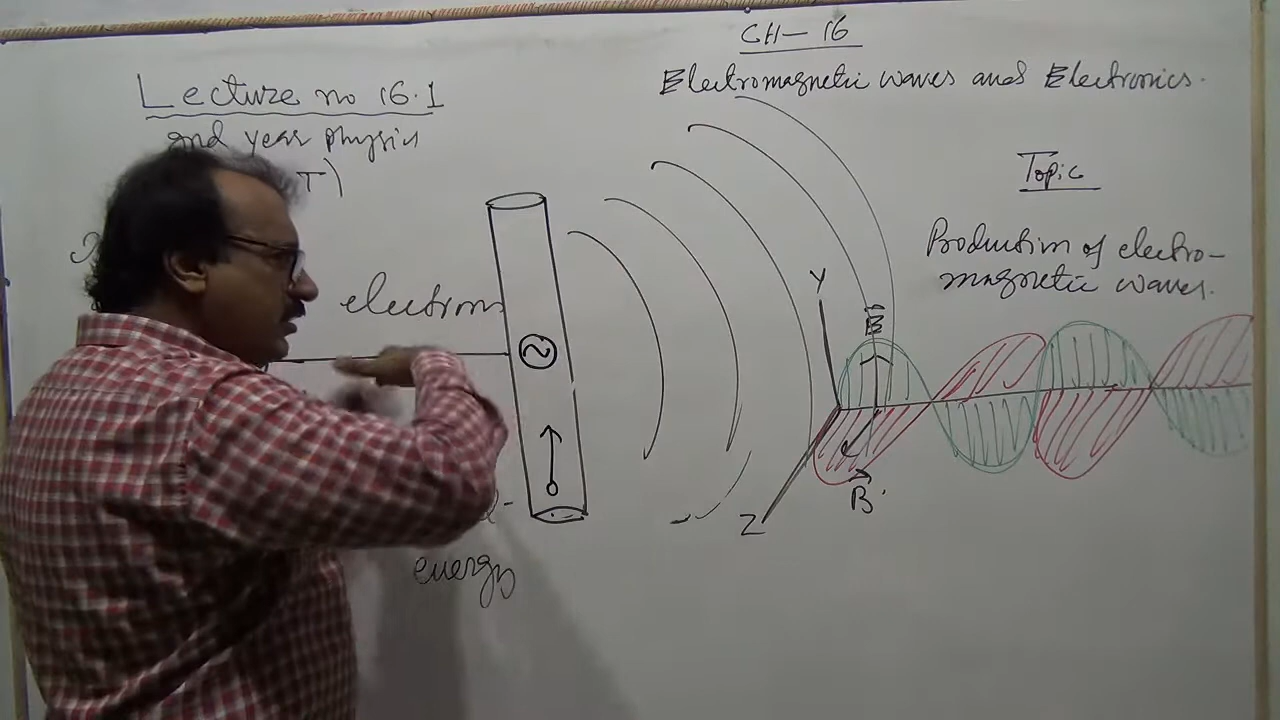 CH – 16
Electromagnetic waves and Electronics.
Lecture no 16.1
2nd year physics
T)
Topic
Production of electro-
magnetic waves.
electrons
energy
Y
E
B
Z